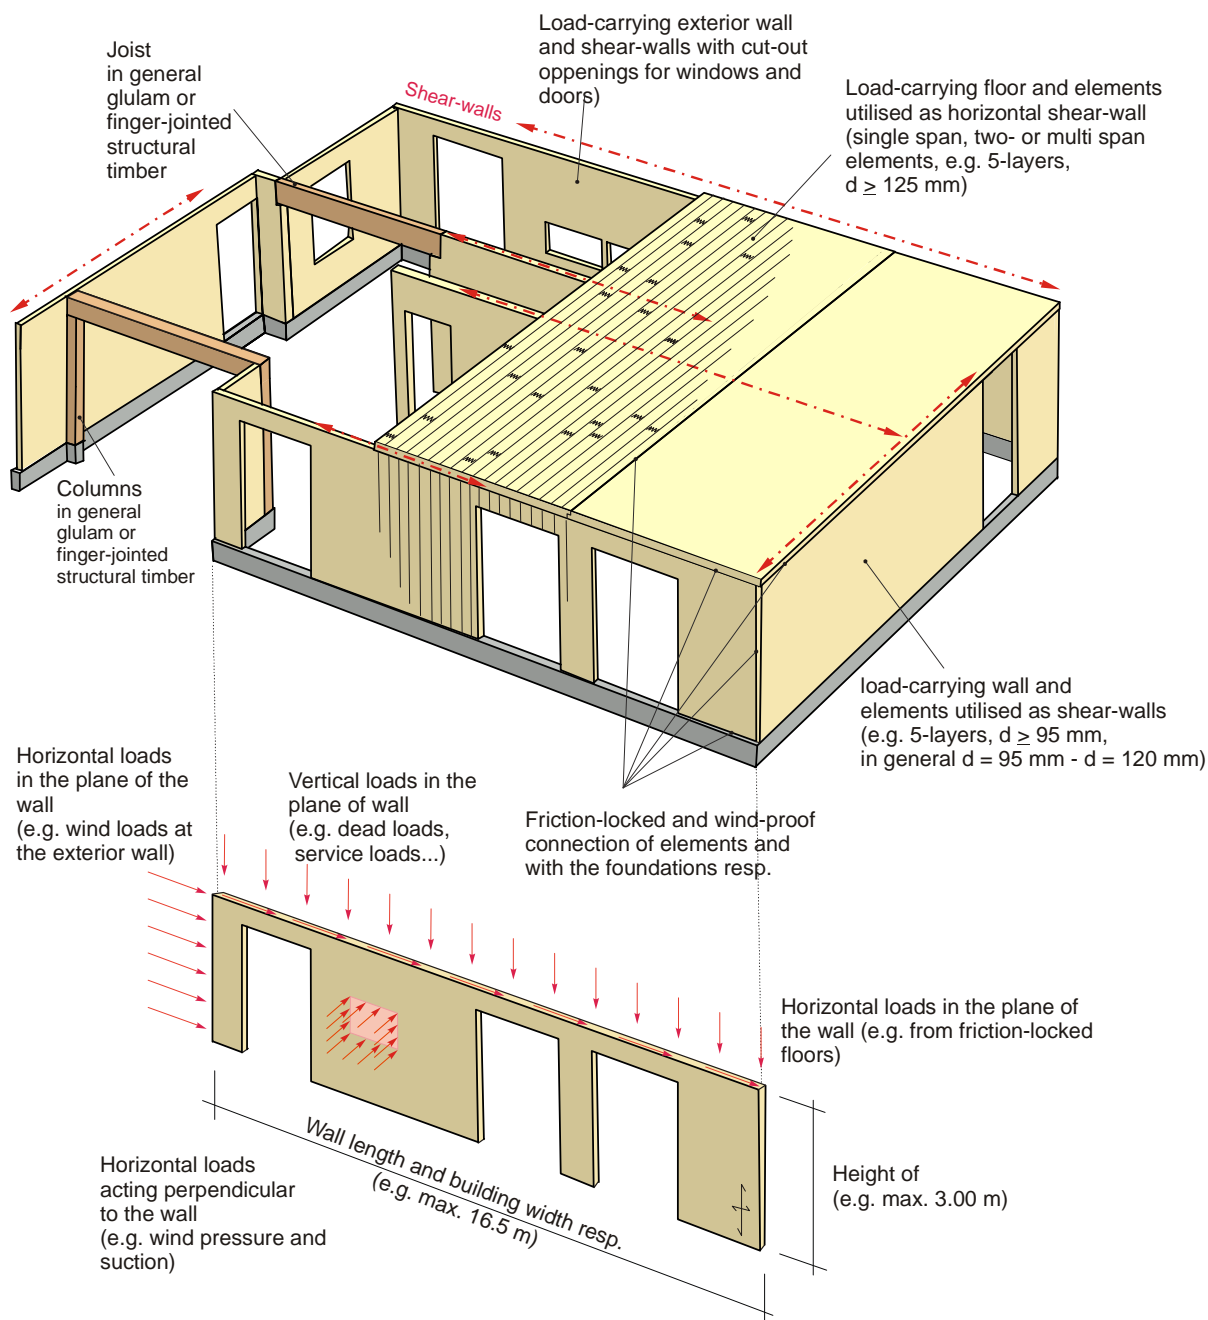 Load-carrying exterior wall
and shear-walls with cut-out
oppenings for windows and
doors)
Joist
in general
glulam or
finger-jointed
structural
timber
Shear-walls
Load-carrying floor and elements
utilised as horizontal shear-wall
(single span, two- or multi span
elements, e.g. 5-layers,
d ≥ 125 mm)
Columns
in general
glulam or
finger-jointed
structural timber
load-carrying wall and
elements utilised as shear-walls
(e.g. 5-layers, d ≥ 95 mm,
in general d = 95 mm - d = 120 mm)
Horizontal loads
in the plane of the
wall
(e.g. wind loads at
the exterior wall)
Vertical loads in the
plane of wall
(e.g. dead loads,
service loads...)
Friction-locked and wind-proof
connection of elements and
with the foundations resp.
Horizontal loads in the plane of
the wall (e.g. from friction-locked
floors)
Wall length and building width resp.
(e.g. max. 16.5 m)
Height of
(e.g. max. 3.00 m)
Horizontal loads
acting perpendicular
to the wall
(e.g. wind pressure and
suction)